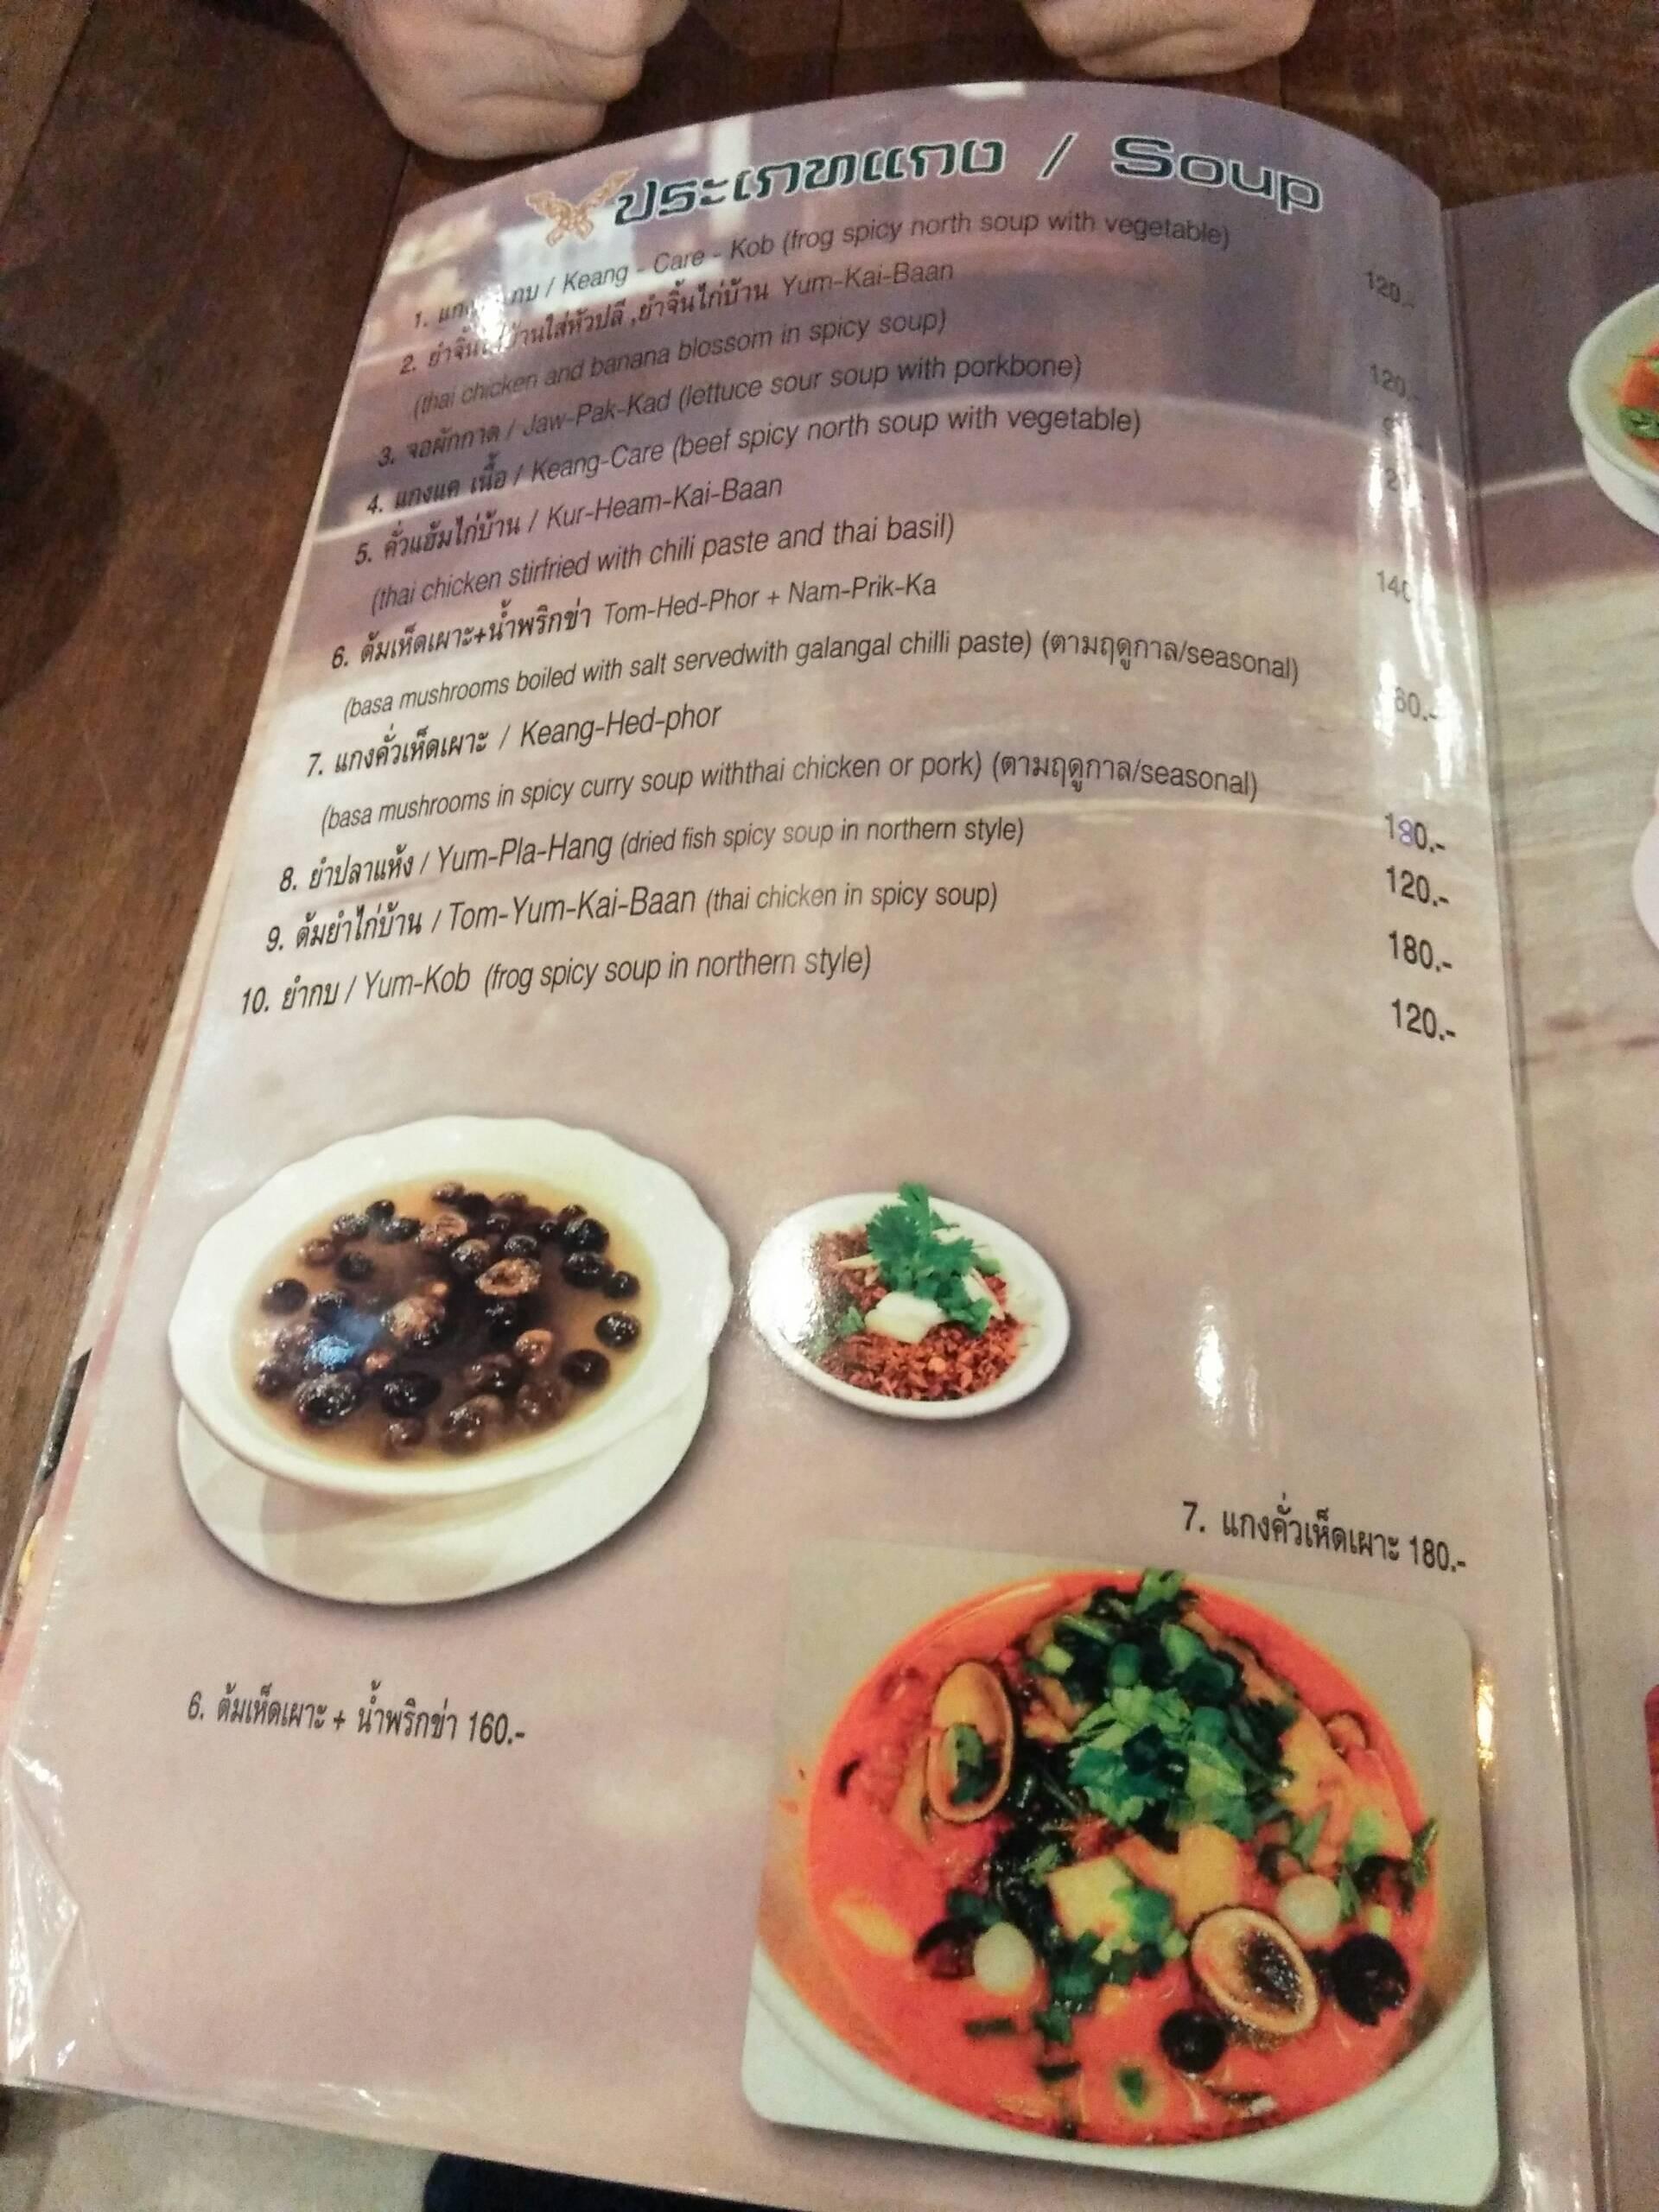 ประเภทแกง / Soup
1. กบ / Keang - Care - Kob (frog spicy north soup with vegetable) 120.-
2. ใส่หัวปลี ,ยำจิ้นไก่บ้าน Yum-Kai-Baan
(thai chicken and banana blossom in spicy soup) 120.
3. จอผักกาด / Jaw-Pak-Kad (lettuce sour soup with porkbone)
4. แกงแค เนื้อ / Keang-Care (beef spicy north soup with vegetable)
5. คั่วแฮ้มไก่บ้าน / Kur-Heam-Kai-Baan
(thai chicken stirfried with chili paste and thai basil) 140
6. ต้มเห็ดเผาะ+น้ำพริกข่า Tom-Hed-Phor + Nam-Prik-Ka
(basa mushrooms boiled with salt servedwith galangal chilli paste) (ตามฤดูกาล/seasonal) 60.-
7. แกงคั่วเห็ดเผาะ / Keang-Hed-phor
(basa mushrooms in spicy curry soup withthai chicken or pork) (ตามฤดูกาล/seasonal) 180.-
8. ยำปลาแห้ง / Yum-Pla-Hang (dried fish spicy soup in northern style) 120.-
9. ต้มยำไก่บ้าน / Tom-Yum-Kai-Baan (thai chicken in spicy soup) 180.-
10. ยำกบ / Yum-Kob (frog spicy soup in northern style) 120.-
7. แกงคั่วเห็ดเผาะ 180.-
6. ต้มเห็ดเผาะ + น้ำพริกข่า 160.-